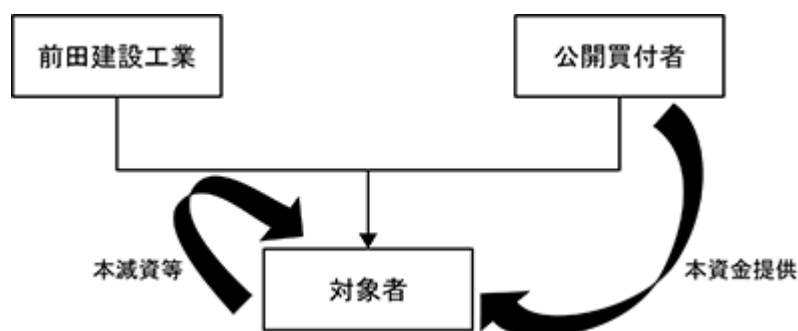 前田建設工業
公開買付者
本減資等
本資金提供
対象者